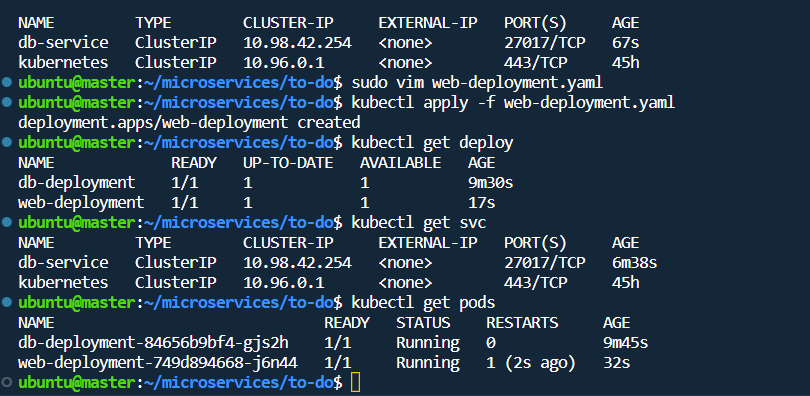 NAME TYPE CLUSTER-IP EXTERNAL-IP PORT(S) AGE
db-service ClusterIP 10.98.42.254 <none> 27017/TCP 67s
kubernetes ClusterIP 10.96.0.1 <none> 443/TCP 45h
ubuntu@master:~/microservices/to-do$ sudo vim web-deployment.yaml
ubuntu@master:~/microservices/to-do$ kubectl apply -f web-deployment.yaml
deployment.apps/web-deployment created
ubuntu@master:~/microservices/to-do$ kubectl get deploy
NAME READY UP-TO-DATE AVAILABLE AGE
db-deployment 1/1 1 1 9m30s
web-deployment 1/1 1 1 17s
ubuntu@master:~/microservices/to-do$ kubectl get svc
NAME TYPE CLUSTER-IP EXTERNAL-IP PORT(S) AGE
db-service ClusterIP 10.98.42.254 <none> 27017/TCP 6m38s
kubernetes ClusterIP 10.96.0.1 <none> 443/TCP 45h
ubuntu@master:~/microservices/to-do$ kubectl get pods
NAME READY STATUS RESTARTS AGE
db-deployment-84656b9bf4-gjs2h 1/1 Running 0 9m45s
web-deployment-749d894668-j6n44 1/1 Running 1 (2s ago) 32s
ubuntu@master:~/microservices/to-do$